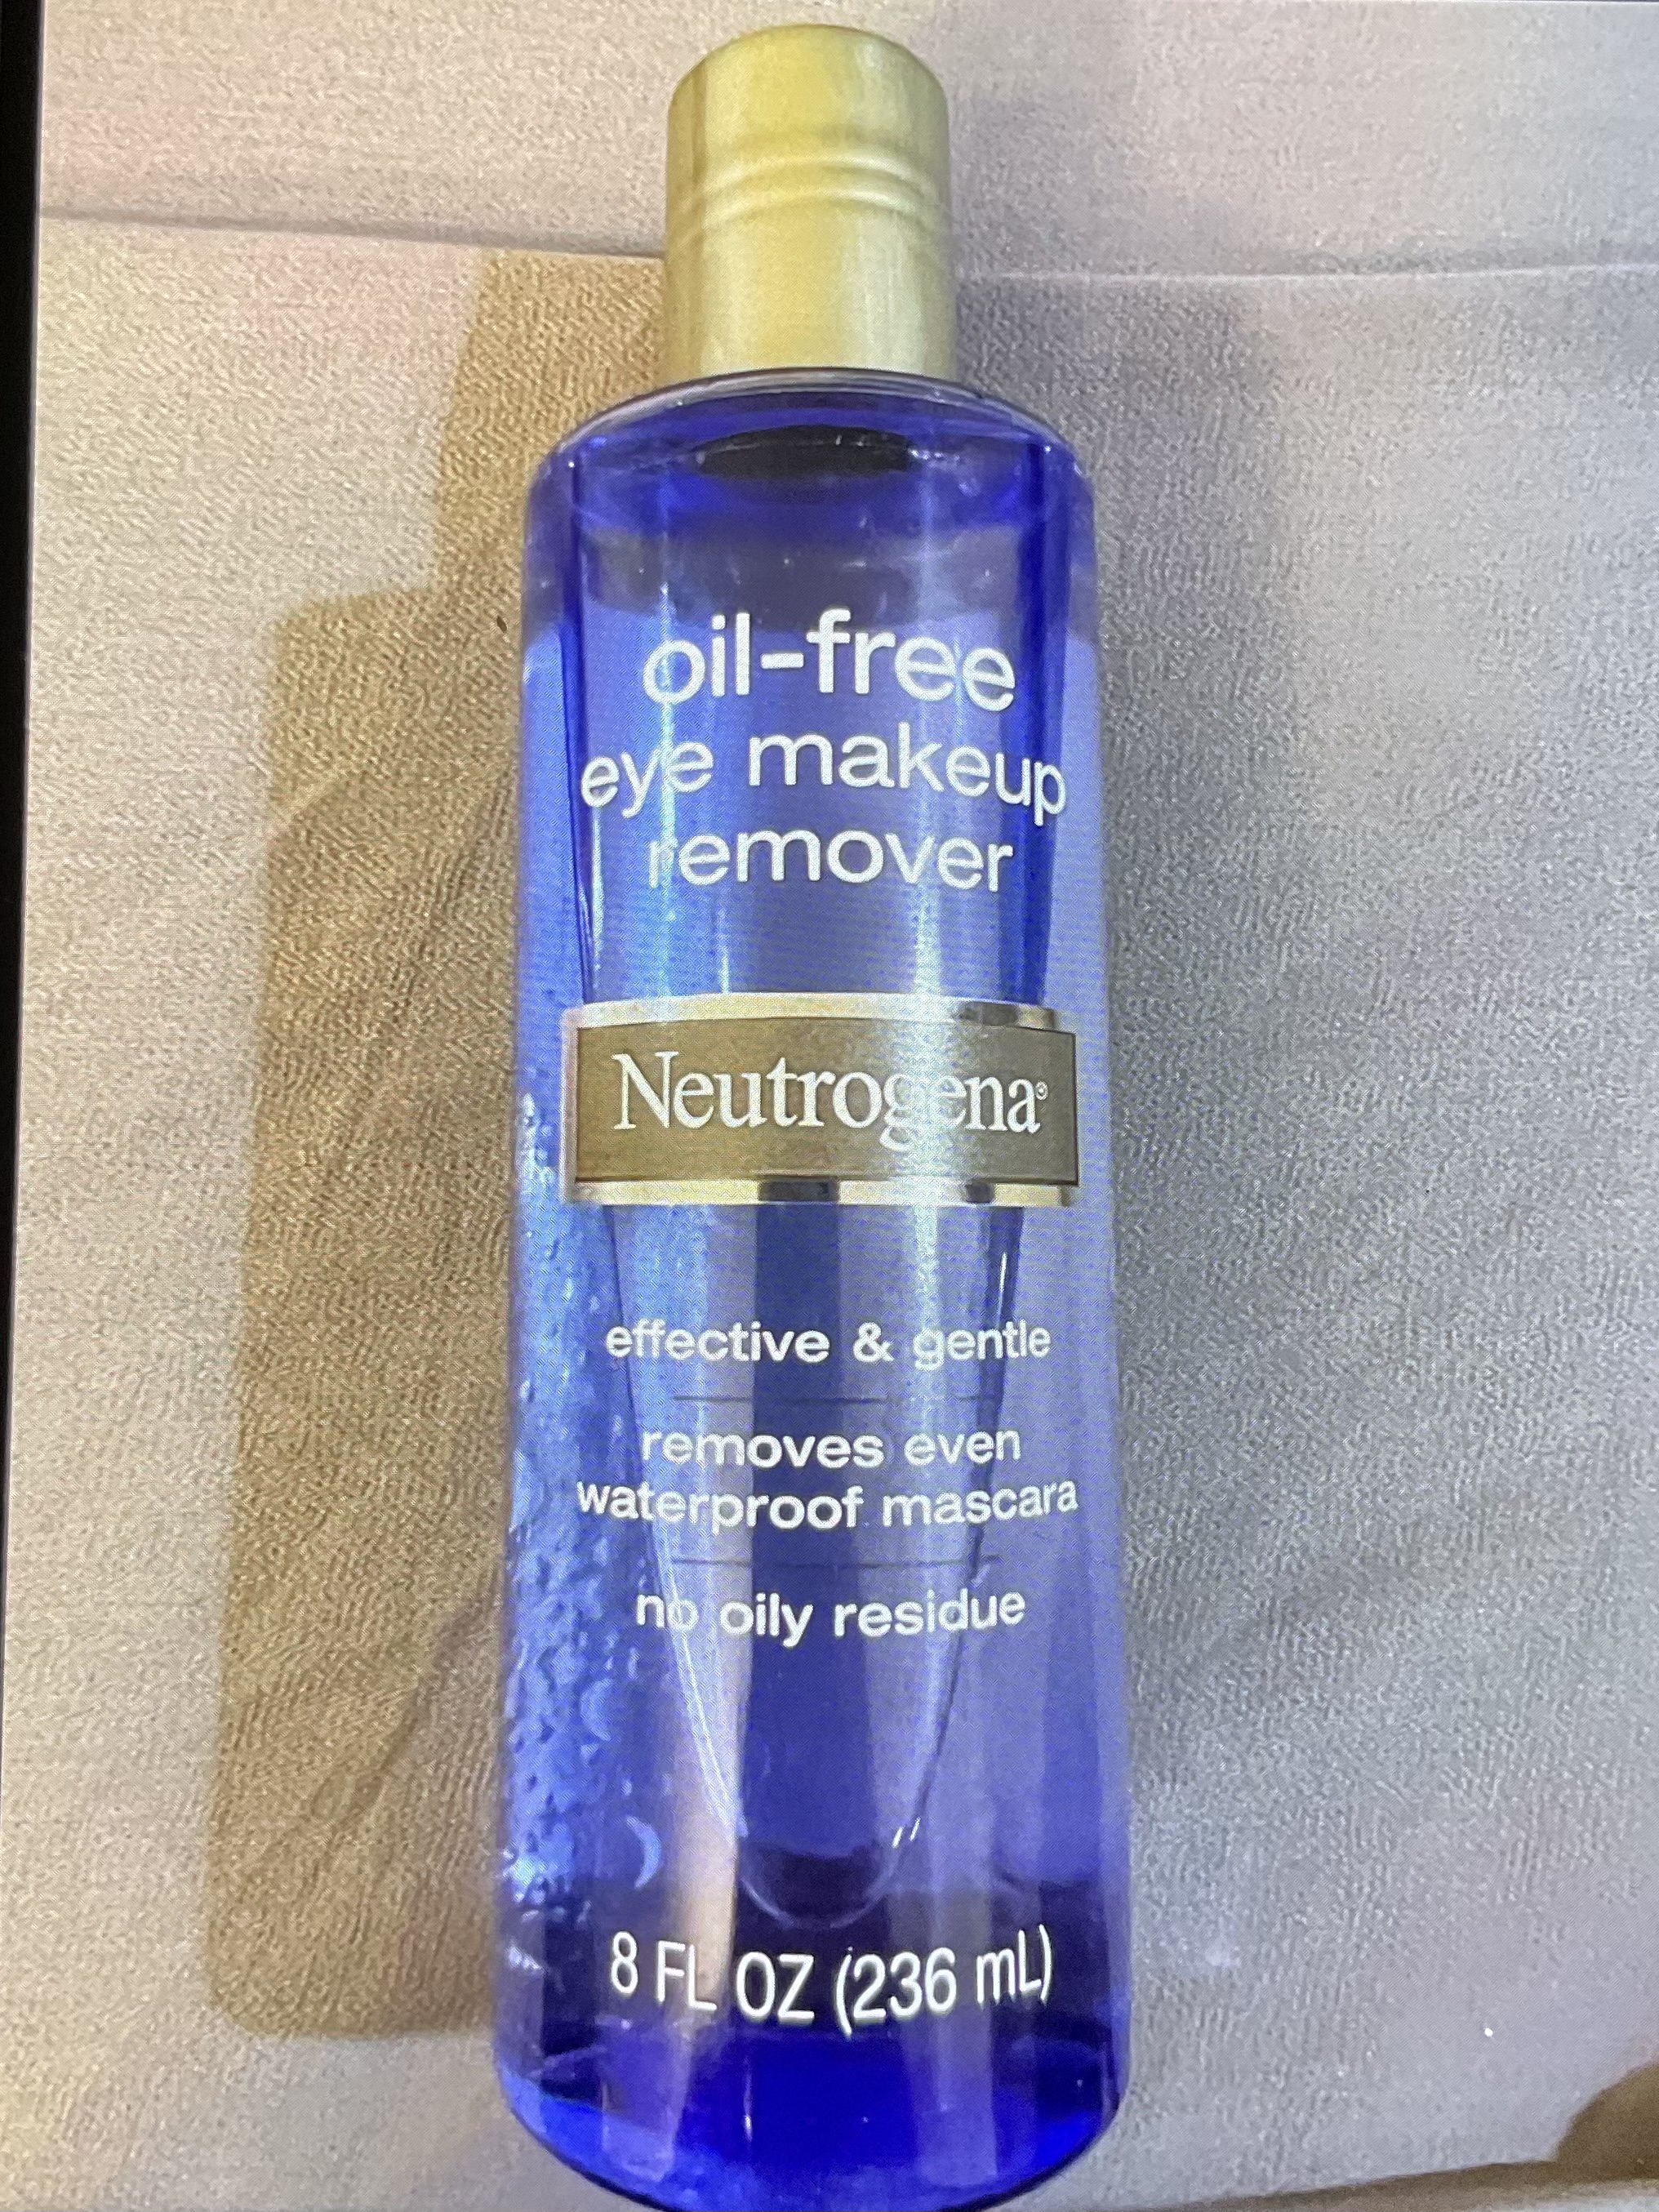 oil-free
eye makeup
remover
Neutrogena®
effective & gentle
removes even
waterproof mascara
no oily residue
8 FL OZ (236 mL)